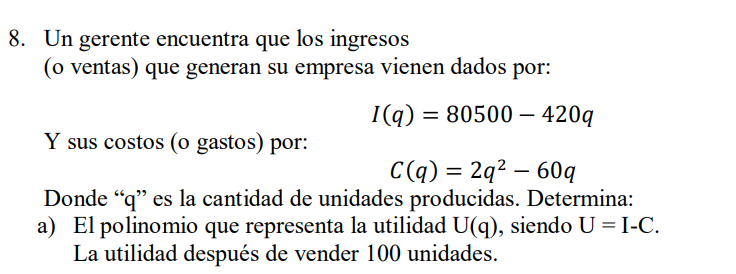 8. Un gerente encuentra que los ingresos
(o ventas) que generan su empresa vienen dados por:
I(q) = 80500 − 420q
Y sus costos (o gastos) por:
C(q) = 2q² − 60q
Donde “q” es la cantidad de unidades producidas. Determina:
a) El polinomio que representa la utilidad U(q), siendo U = I-C.
La utilidad después de vender 100 unidades.